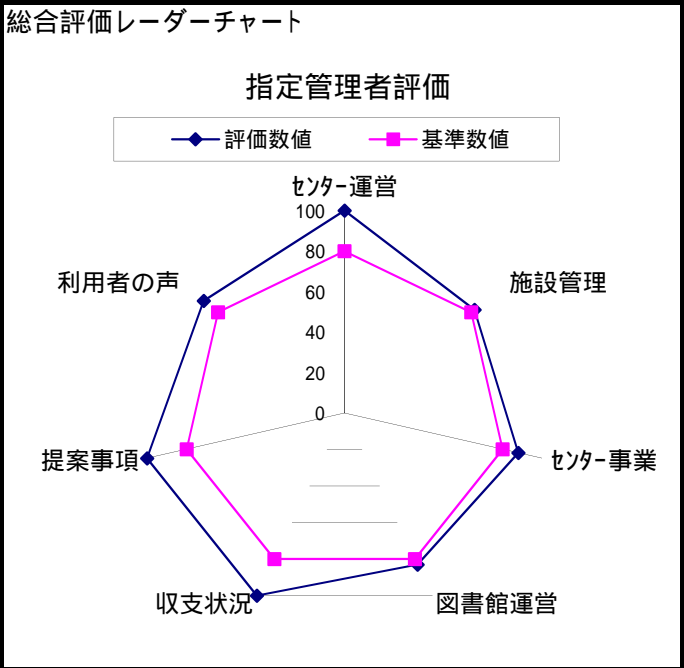 総合評価レーダーチャート
指定管理者評価
評価数値 基準数値
センター運営
100
80
60
40
20
0
施設管理
センター事業
図書館運営
収支状況
提案事項
利用者の声